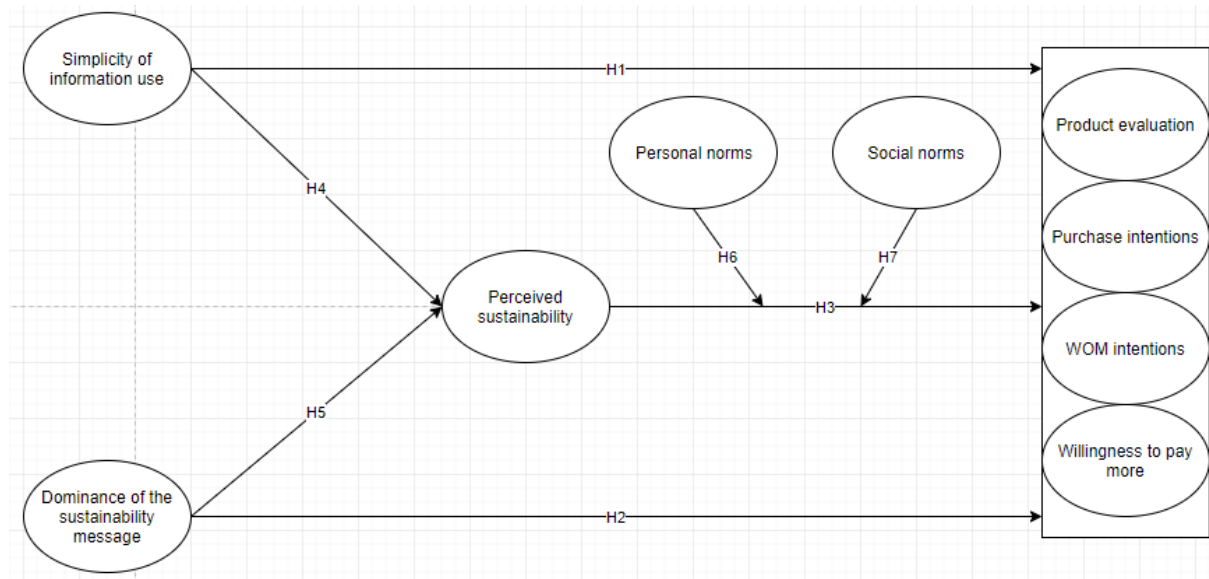 Simplicity of
information use
H1
Product evaluation
Personal norms
Social norms
H4
Purchase intentions
H6
H7
Perceived
sustainability
H3
WOM intentions
H5
Willingness to pay
more
Dominance of the
sustainability
message
H2